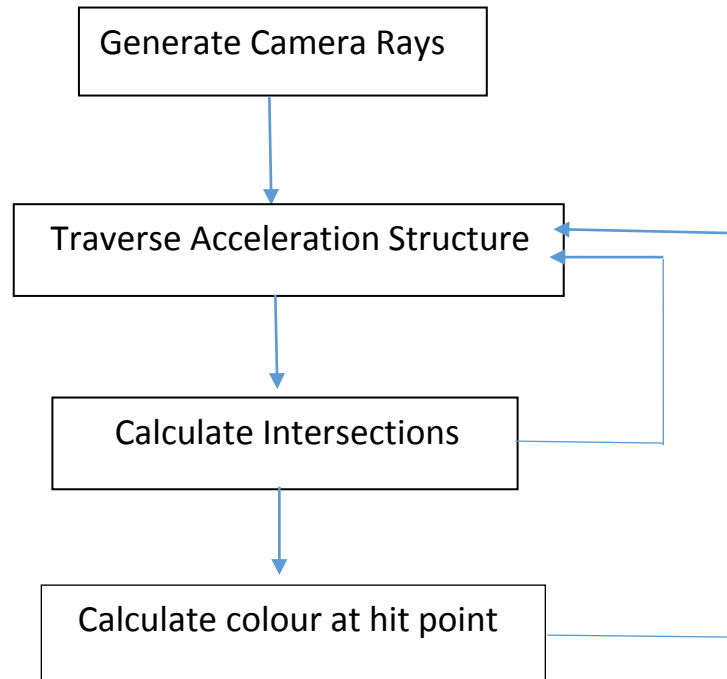 Generate Camera Rays
Traverse Acceleration Structure
Calculate Intersections
Calculate colour at hit point